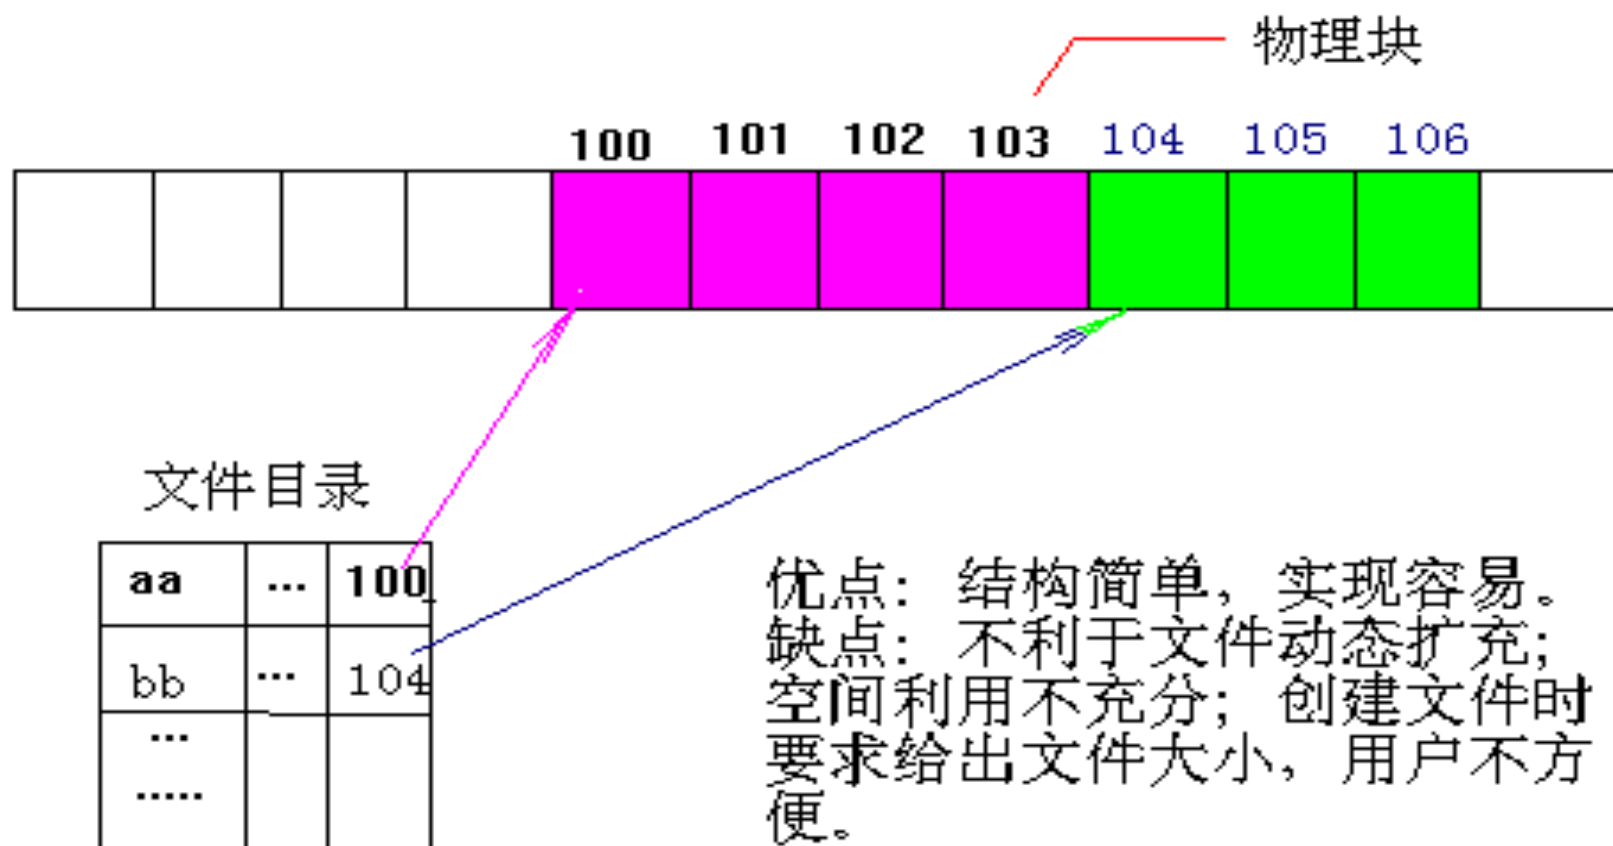 物理块
100 101 102 103 104 105 106
文件目录
aa … 100
bb … 104
…
……
优点：结构简单，实现容易。
缺点：不利于文件动态扩充；
空间利用不充分；创建文件时
要求给出文件大小，用户不方
便。